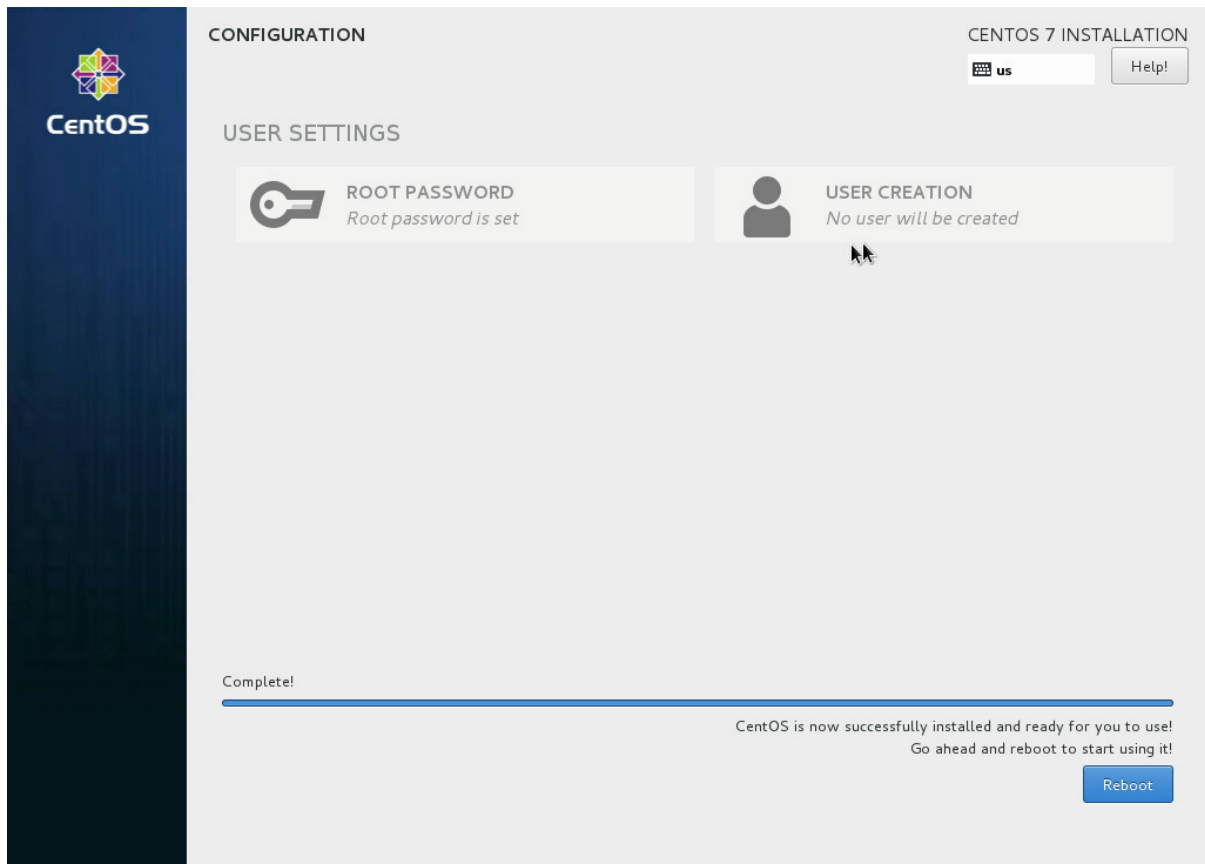 CentOS
CONFIGURATION
CENTOS 7 INSTALLATION
us
Help!
USER SETTINGS
ROOT PASSWORD
Root password is set
USER CREATION
No user will be created
Complete!
CentOS is now successfully installed and ready for you to use!
Go ahead and reboot to start using it!
Reboot